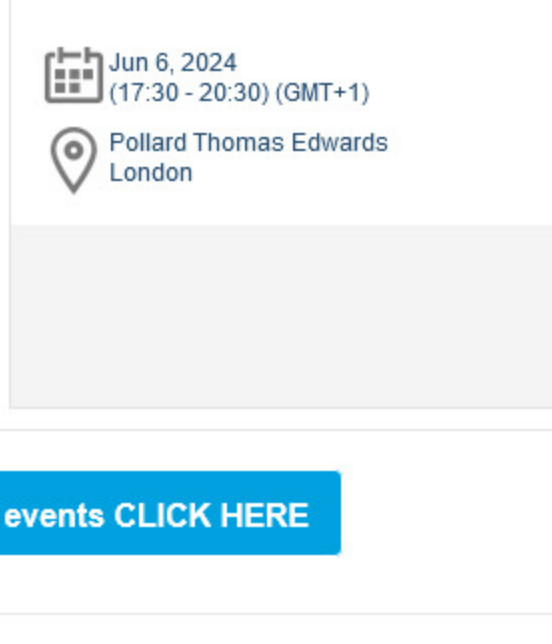 Jun 6, 2024
(17:30 - 20:30) (GMT+1)
Pollard Thomas Edwards
London
events CLICK HERE